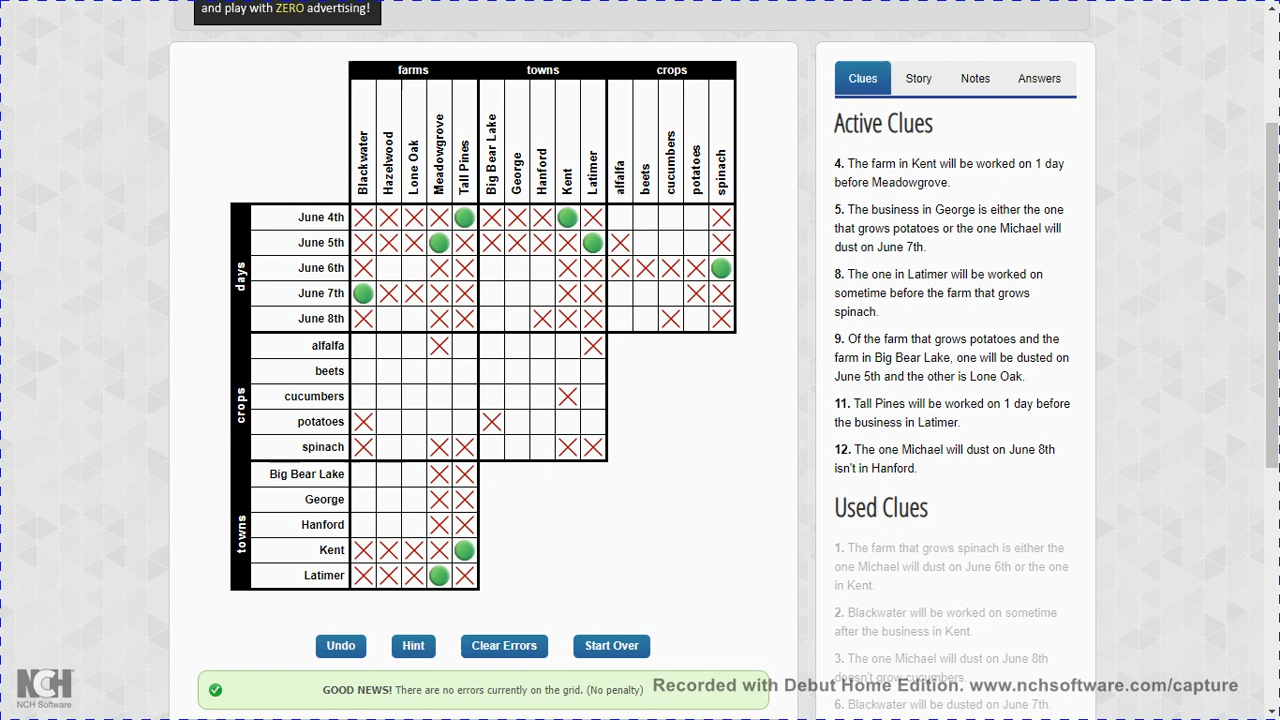 and play with ZERO advertising!
farms towns crops
Blackwater
Hazelwood
Lone Oak
Meadowgrove
Tall Pines
Big Bear Lake
George
Hanford
Kent
Latimer
alfalfa
beets
cucumbers
potatoes
spinach
days
June 4th
June 5th
June 6th
June 7th
June 8th
crops
alfalfa
beets
cucumbers
potatoes
spinach
towns
Big Bear Lake
George
Hanford
Kent
Latimer
Undo Hint Clear Errors Start Over
GOOD NEWS! There are no errors currently on the grid. (No penalty)
Clues Story Notes Answers
Active Clues
4. The farm in Kent will be worked on 1 day
before Meadowgrove.
5. The business in George is either the one
that grows potatoes or the one Michael will
dust on June 7th.
8. The one in Latimer will be worked on
sometime before the farm that grows
spinach.
9. Of the farm that grows potatoes and the
farm in Big Bear Lake, one will be dusted on
June 5th and the other is Lone Oak.
11. Tall Pines will be worked on 1 day before
the business in Latimer.
12. The one Michael will dust on June 8th
isn't in Hanford.
Used Clues
1. The farm that grows spinach is either the
one Michael will dust on June 6th or the one
in Kent.
2. Blackwater will be worked on sometime
after the business in Kent.
3. The one Michael will dust on June 8th
doesn't grow cucumbers.
6. Blackwater will be dusted on June 7th.
NCH
NCH Software
Recorded with Debut Home Edition. www.nchsoftware.com/capture